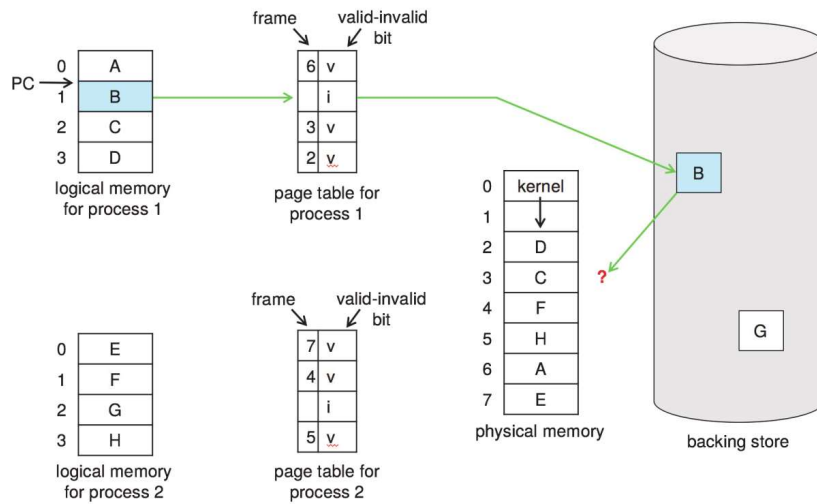 frame
valid-invalid
bit
PC
0 A
1 B
2 C
3 D
logical memory
for process 1
6 v
i
3 v
2 v
page table for
process 1
B
0 kernel
1
2 D
3 C
4 F
5 H
6 A
7 E
physical memory
?
G
backing store
frame
valid-invalid
bit
0 E
1 F
2 G
3 H
logical memory
for process 2
7 v
4 v
i
5 v
page table for
process 2